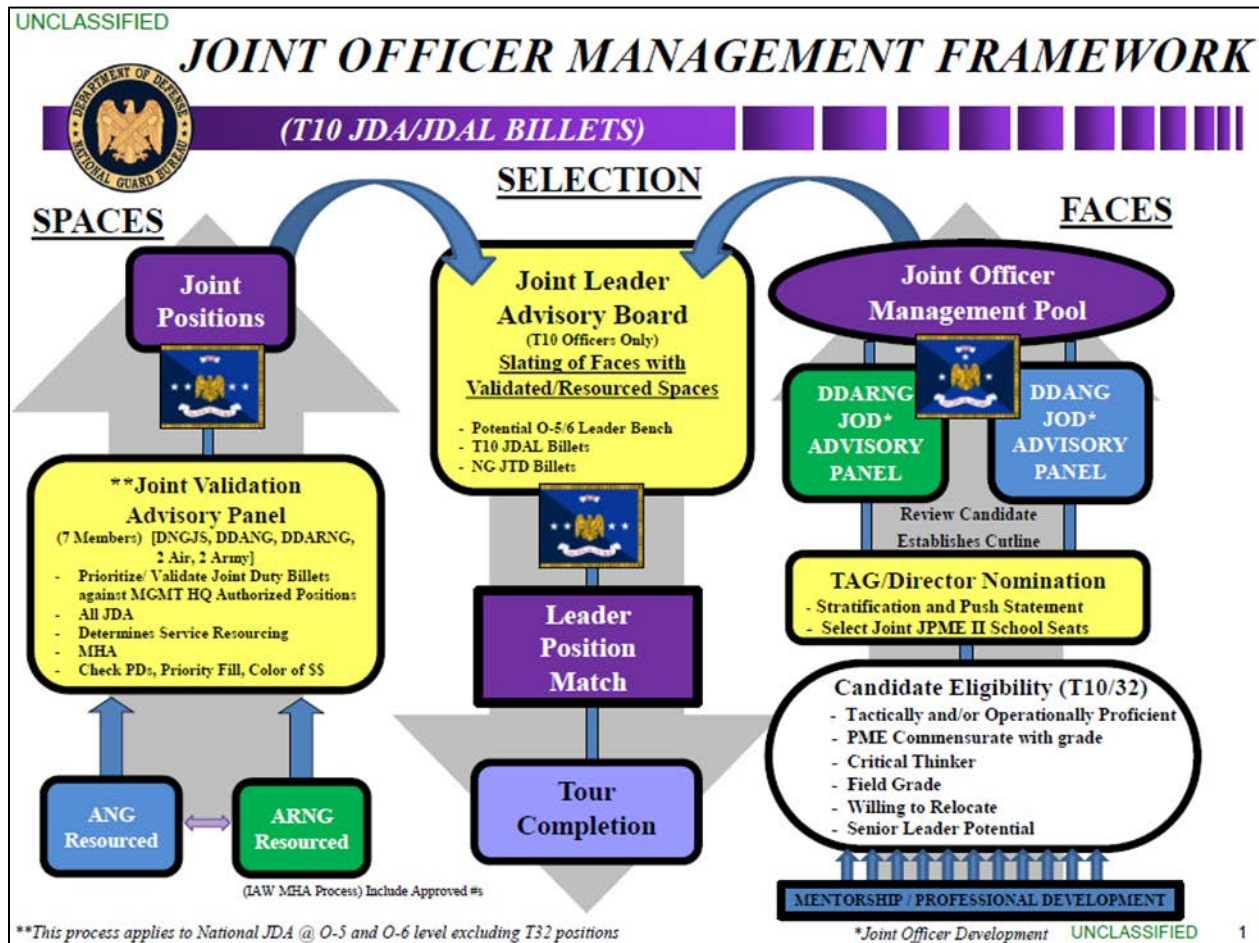 UNCLASSIFIED
JOINT OFFICER MANAGEMENT FRAMEWORK
DEPARTMENT OF DEFENSE
NATIONAL GUARD BUREAU
(T10 JDA/JDAL BILLETS)
SPACES
SELECTION
FACES
Joint
Positions
**Joint Validation
Advisory Panel
(7 Members) [DNGJS, DDANG, DDARNG,
2 Air, 2 Army]
- Prioritize/ Validate Joint Duty Billets
against MGMT HQ Authorized Positions
- All JDA
- Determines Service Resourcing
- MHA
- Check PDs, Priority Fill, Color of $$
ANG
Resourced
ARNG
Resourced
(IAW MHA Process) Include Approved #s
Joint Leader
Advisory Board
(T10 Officers Only)
Slating of Faces with
Validated/Resourced Spaces
- Potential O-5/6 Leader Bench
- T10 JDAL Billets
- NG JTD Billets
Leader
Position
Match
Tour
Completion
Joint Officer
Management Pool
DDARNG
JOD*
ADVISORY
PANEL
DDANG
JOD*
ADVISORY
PANEL
Review Candidate
Establishes Cutline
TAG/Director Nomination
- Stratification and Push Statement
- Select Joint JPME II School Seats
Candidate Eligibility (T10/32)
- Tactically and/or Operationally Proficient
- PME Commensurate with grade
- Critical Thinker
- Field Grade
- Willing to Relocate
- Senior Leader Potential
MENTORSHIP / PROFESSIONAL DEVELOPMENT
**This process applies to National JDA @ O-5 and O-6 level excluding T32 positions
*Joint Officer Development
UNCLASSIFIED
1